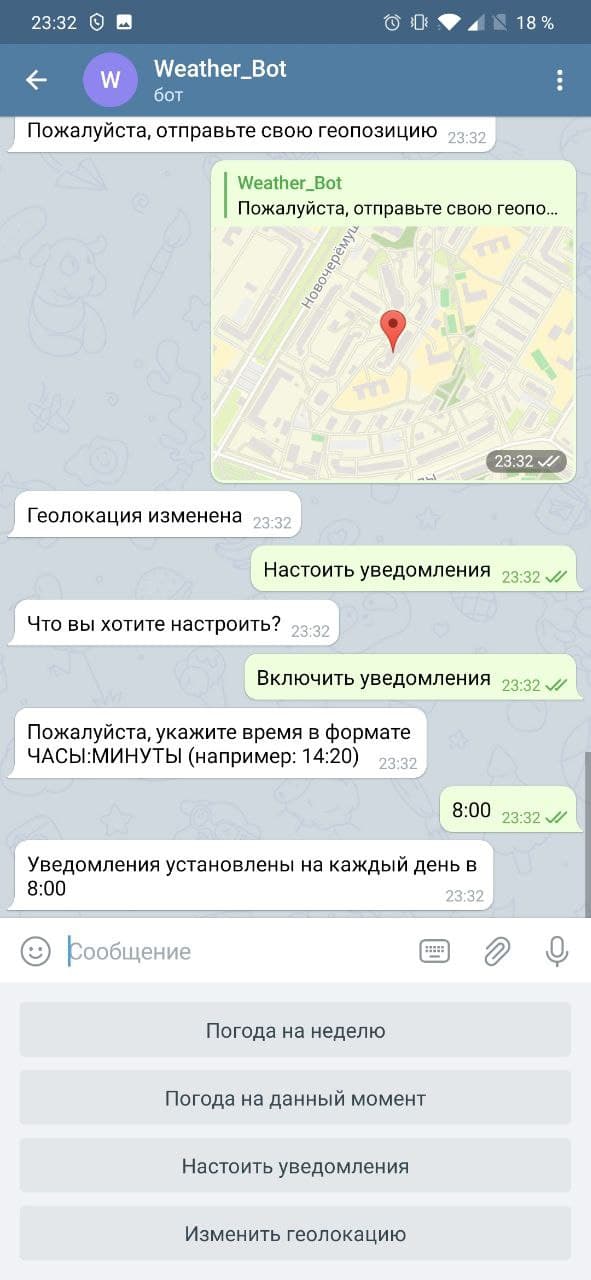 23:32
18 %
W
Weather_Bot
бот
Пожалуйста, отправьте свою геопозицию 23:32
Weather_Bot
Пожалуйста, отправьте свою геопо...
Новочерёмуш
23:32
Геолокация изменена 23:32
Настоить уведомления 23:32
Что вы хотите настроить? 23:32
Включить уведомления 23:32
Пожалуйста, укажите время в формате
ЧАСЫ:МИНУТЫ (например: 14:20) 23:32
8:00 23:32
Уведомления установлены на каждый день в
8:00 23:32
Сообщение
Погода на неделю
Погода на данный момент
Настоить уведомления
Изменить геолокацию